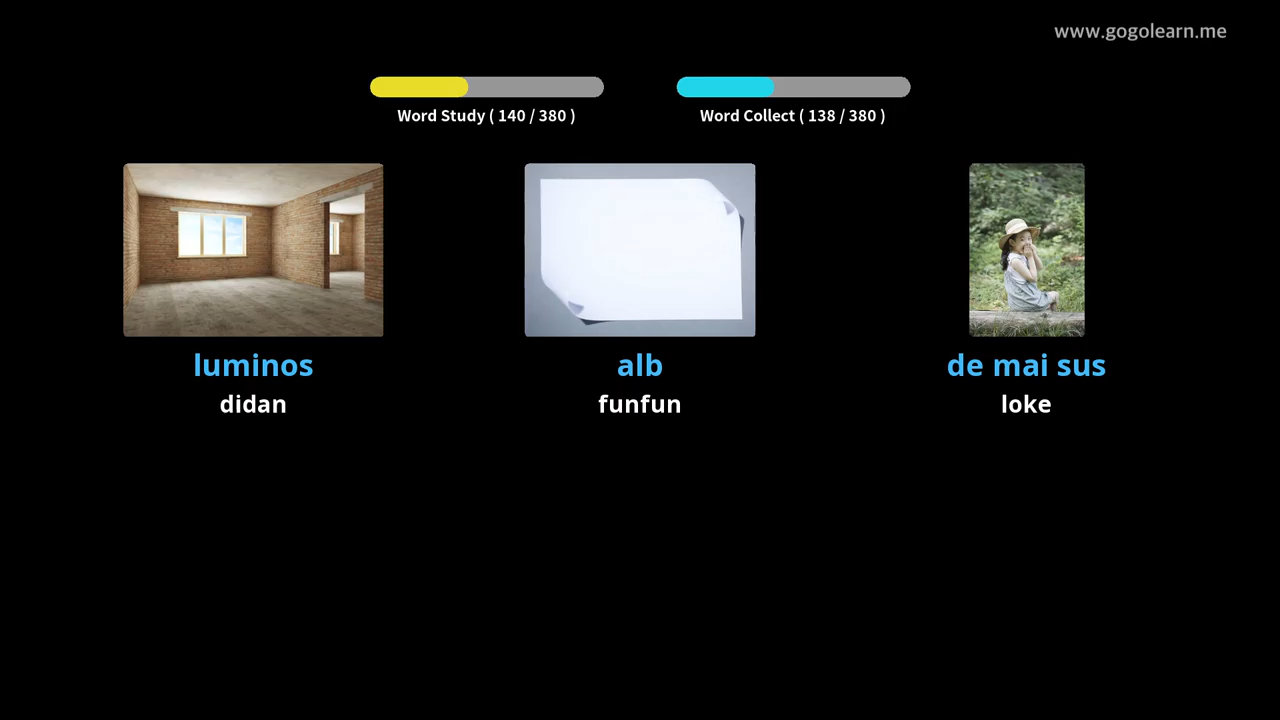 www.gogolearn.me
Word Study ( 140 / 380 )
Word Collect ( 138 / 380 )
luminos
didan
alb
funfun
de mai sus
loke